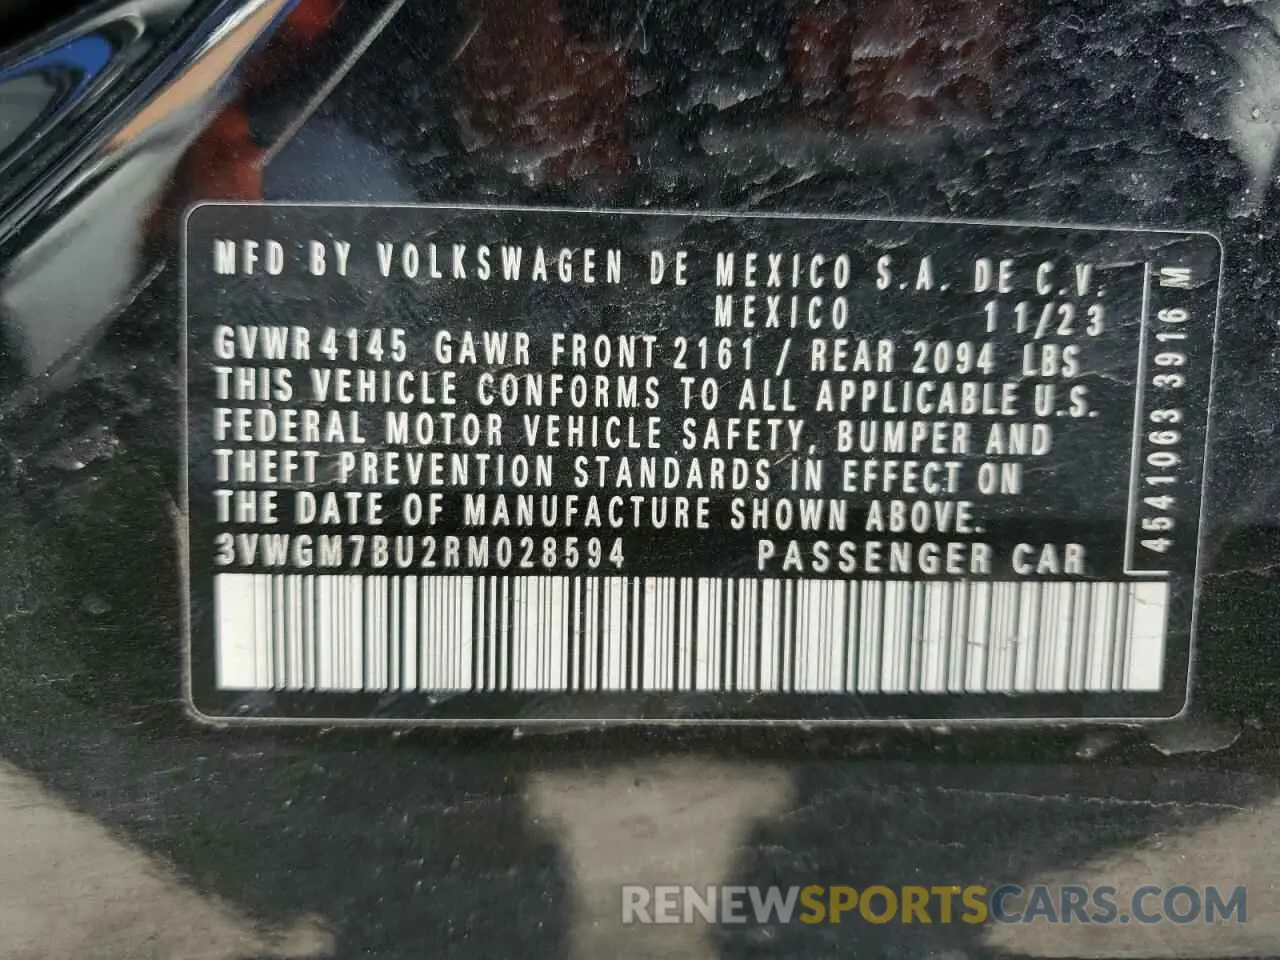 MFD BY VOLKSWAGEN DE MEXICO S.A. DE C.V.
MEXICO 11/23
GVWR 4145 GAWR FRONT 2161 / REAR 2094 LBS
THIS VEHICLE CONFORMS TO ALL APPLICABLE U.S.
FEDERAL MOTOR VEHICLE SAFETY, BUMPER AND
THEFT PREVENTION STANDARDS IN EFFECT ON
THE DATE OF MANUFACTURE SHOWN ABOVE.
3VWGM7BU2RM028594 PASSENGER CAR
4541063 3916 M
RENEWSPORTSCARS.COM